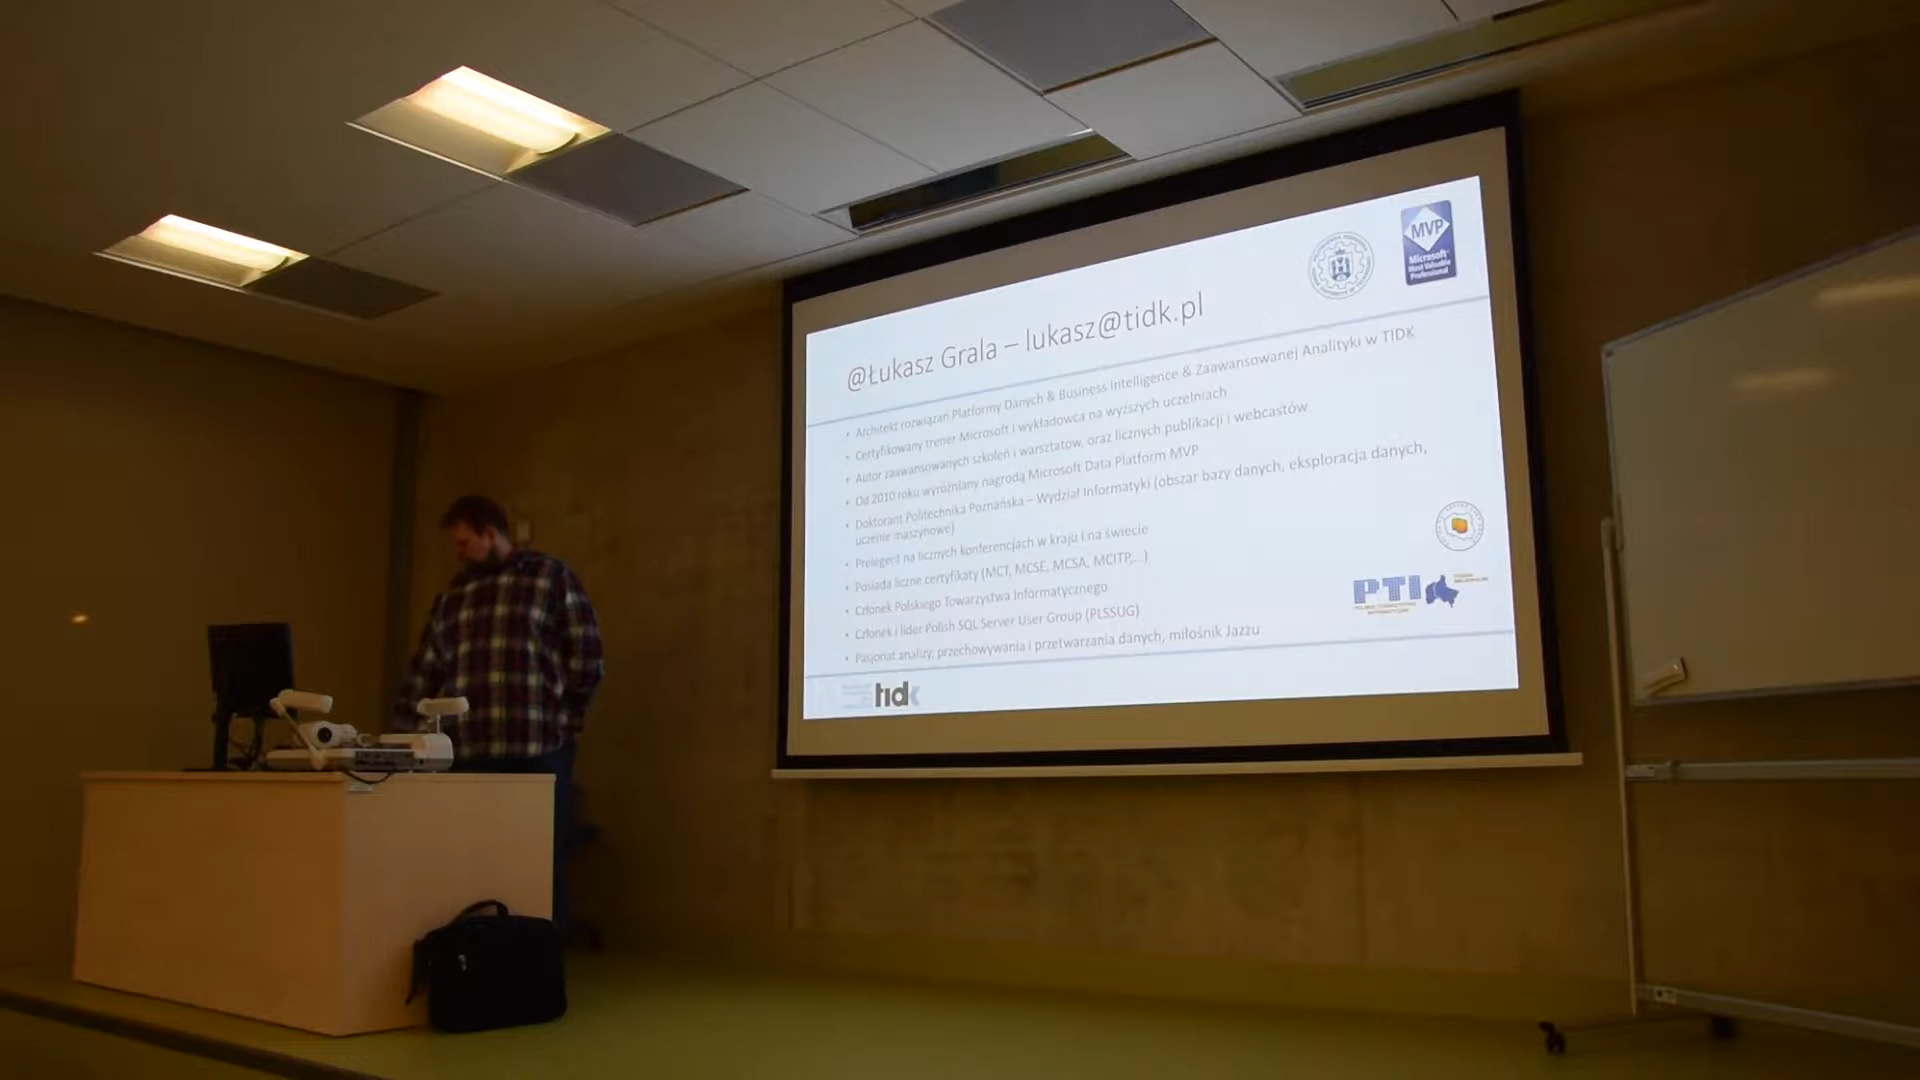 MVP
Microsoft®
Most Valuable
Professional
@Łukasz Grala – lukasz@tidk.pl
• Architekt rozwiązań Platformy Danych & Business Intelligence & Zaawansowanej Analityki w TIDK
• Certyfikowany trener Microsoft i wykładowca na wyższych uczelniach
• Autor zaawansowanych szkoleń i warsztatów, oraz licznych publikacji i webcastów
• Od 2010 roku wyróżniany nagrodą Microsoft Data Platform MVP
• Doktorant Politechnika Poznańska – Wydział Informatyki (obszar bazy danych, eksploracja danych,
uczenie maszynowe)
• Prelegent na licznych konferencjach w kraju i na świecie
• Posiada liczne certyfikaty (MCT, MCSE, MCSA, MCITP,...)
• Członek Polskiego Towarzystwa Informatycznego
• Członek i lider Polish SQL Server User Group (PLSSUG)
• Pasjonat analizy, przechowywania i przetwarzania danych, miłośnik Jazzu
PTI
tidk